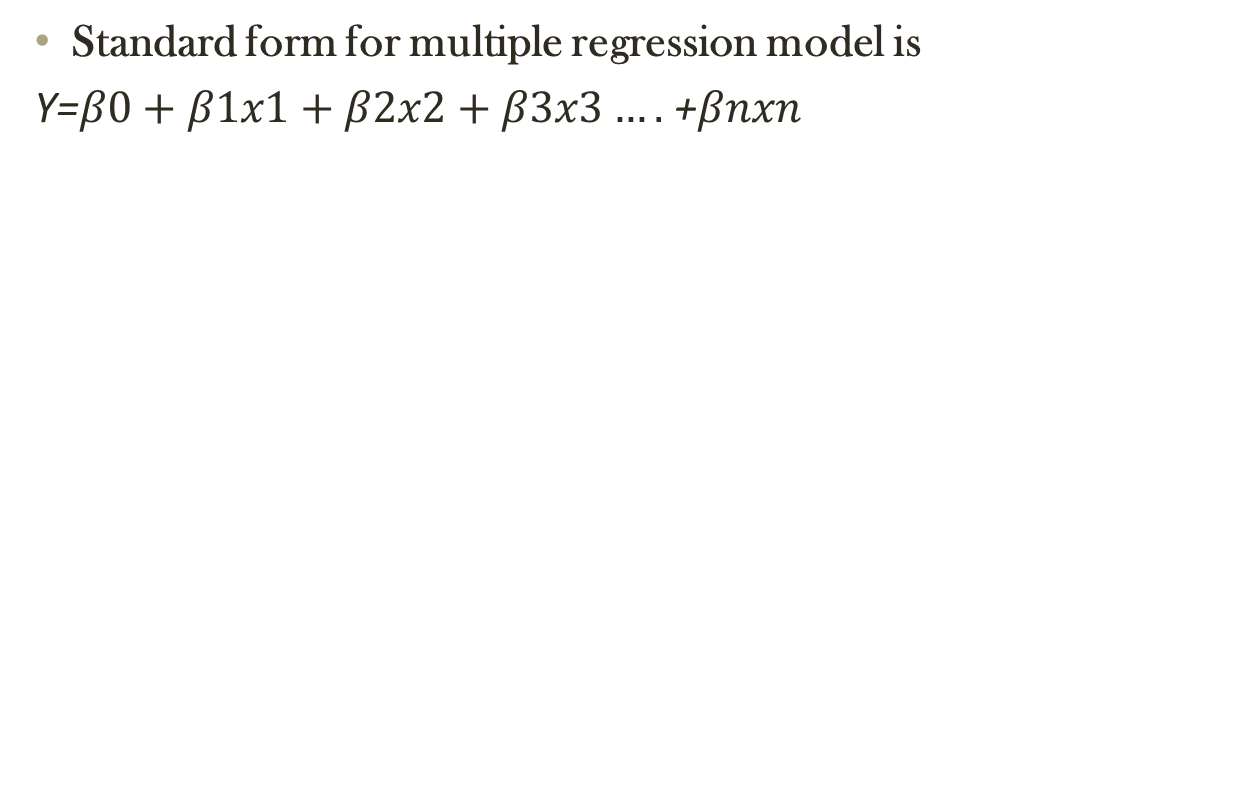 • Standard form for multiple regression model is
Y=β0 + β1x1 + β2x2 + β3x3 …. +βnxn